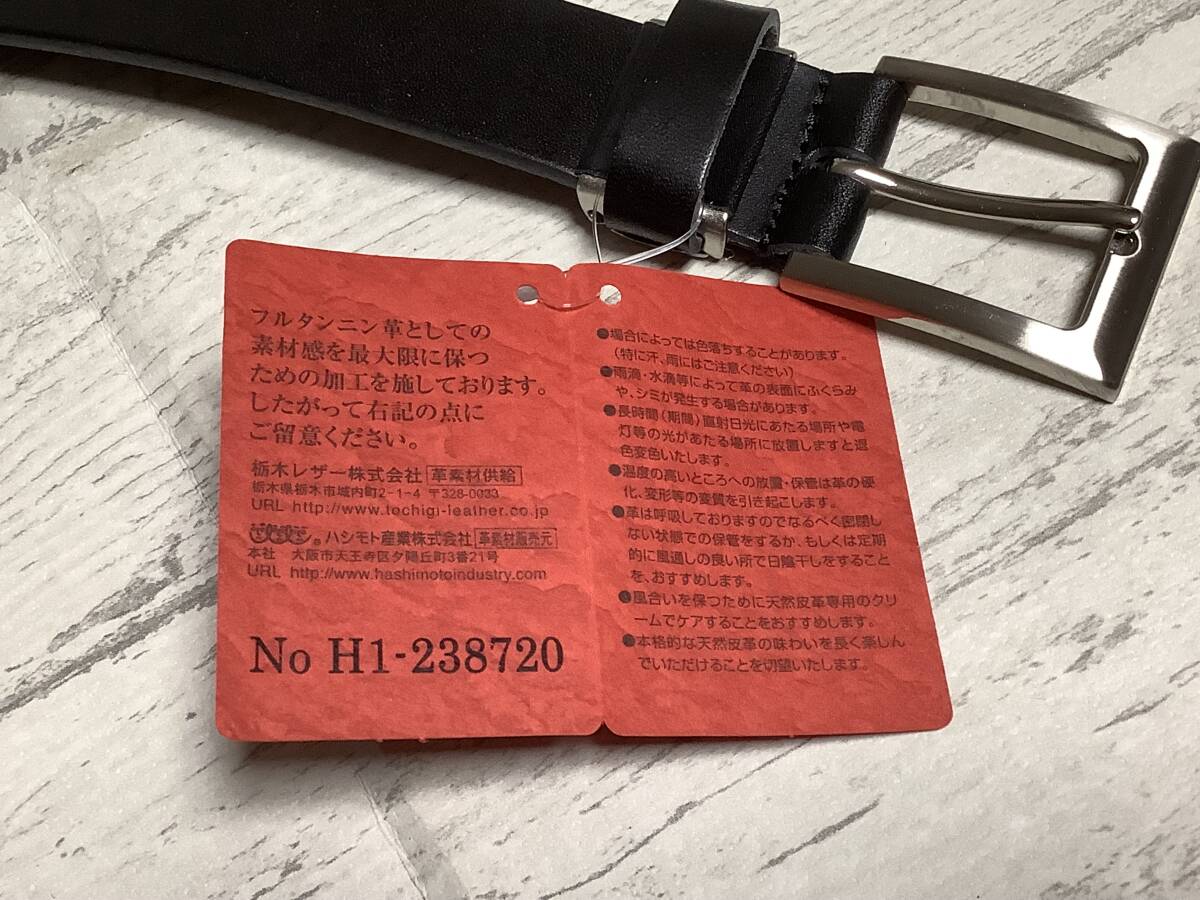 フルタンニン革としての
素材感を最大限に保つ
ための加工を施しております。
したがって右記の点に
ご留意ください。
栃木レザー株式会社 革素材供給
栃木県栃木市城内町2-1-4 〒328-0033
URL http://www.tochigi-leather.co.jp
。ハシモト産業株式会社 革素材販売元
本社 大阪市天王寺区夕陽丘町3番21号
URL http://www.hashimotoindustry.com
No H1-238720
●場合によっては色落ちすることがあります。
(特に汗、雨にはご注意ください)
●雨滴・水滴等によって革の表面にふくらみ
や、シミが発生する場合があります。
●長時間(期間)直射日光にあたる場所や電
灯等の光があたる場所に放置しますと退
色変色いたします。
●温度の高いところへの放置・保管は革の硬
化、変形等の変質を引き起こします。
●革は呼吸しておりますのでなるべく密閉し
ない状態での保管をするか、もしくは定期
的に風通しの良い所で日陰干しをすること
を、おすすめします。
●風合いを保つために天然皮革専用のクリ
ームでケアすることをおすすめします。
●本格的な天然皮革の味わいを長く楽しん
でいただけることを切望いたします。